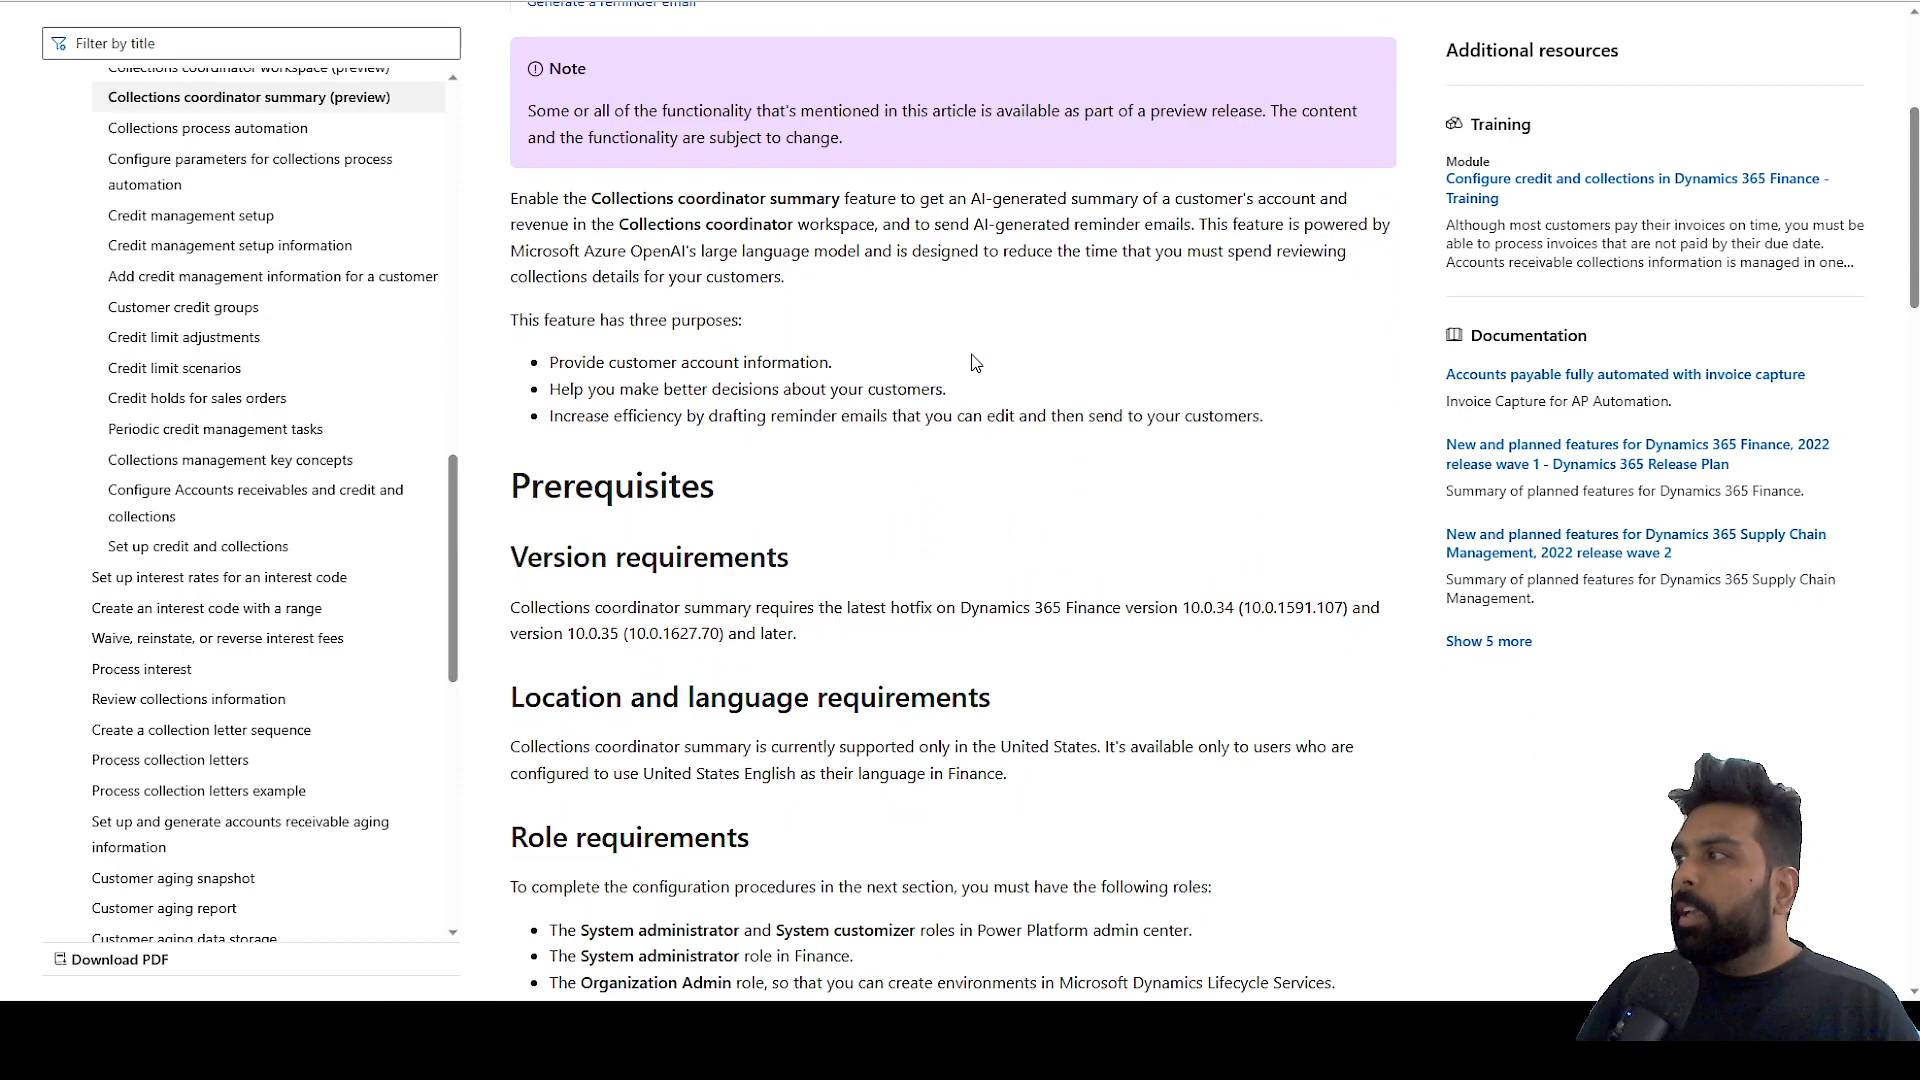 Generate a reminder email
Filter by title
Collections coordinator workspace (preview)
Collections coordinator summary (preview)
Collections process automation
Configure parameters for collections process
automation
Credit management setup
Credit management setup information
Add credit management information for a customer
Customer credit groups
Credit limit adjustments
Credit limit scenarios
Credit holds for sales orders
Periodic credit management tasks
Collections management key concepts
Configure Accounts receivables and credit and
collections
Set up credit and collections
Set up interest rates for an interest code
Create an interest code with a range
Waive, reinstate, or reverse interest fees
Process interest
Review collections information
Create a collection letter sequence
Process collection letters
Process collection letters example
Set up and generate accounts receivable aging
information
Customer aging snapshot
Customer aging report
Customer aging data storage
Download PDF
Note
Some or all of the functionality that's mentioned in this article is available as part of a preview release. The content
and the functionality are subject to change.
Enable the Collections coordinator summary feature to get an AI-generated summary of a customer's account and
revenue in the Collections coordinator workspace, and to send AI-generated reminder emails. This feature is powered by
Microsoft Azure OpenAI's large language model and is designed to reduce the time that you must spend reviewing
collections details for your customers.
This feature has three purposes:
• Provide customer account information.
• Help you make better decisions about your customers.
• Increase efficiency by drafting reminder emails that you can edit and then send to your customers.
Prerequisites
Version requirements
Collections coordinator summary requires the latest hotfix on Dynamics 365 Finance version 10.0.34 (10.0.1591.107) and
version 10.0.35 (10.0.1627.70) and later.
Location and language requirements
Collections coordinator summary is currently supported only in the United States. It's available only to users who are
configured to use United States English as their language in Finance.
Role requirements
To complete the configuration procedures in the next section, you must have the following roles:
• The System administrator and System customizer roles in Power Platform admin center.
• The System administrator role in Finance.
• The Organization Admin role, so that you can create environments in Microsoft Dynamics Lifecycle Services.
Additional resources
Training
Module
Configure credit and collections in Dynamics 365 Finance -
Training
Although most customers pay their invoices on time, you must be
able to process invoices that are not paid by their due date.
Accounts receivable collections information is managed in one...
Documentation
Accounts payable fully automated with invoice capture
Invoice Capture for AP Automation.
New and planned features for Dynamics 365 Finance, 2022
release wave 1 - Dynamics 365 Release Plan
Summary of planned features for Dynamics 365 Finance.
New and planned features for Dynamics 365 Supply Chain
Management, 2022 release wave 2
Summary of planned features for Dynamics 365 Supply Chain
Management.
Show 5 more